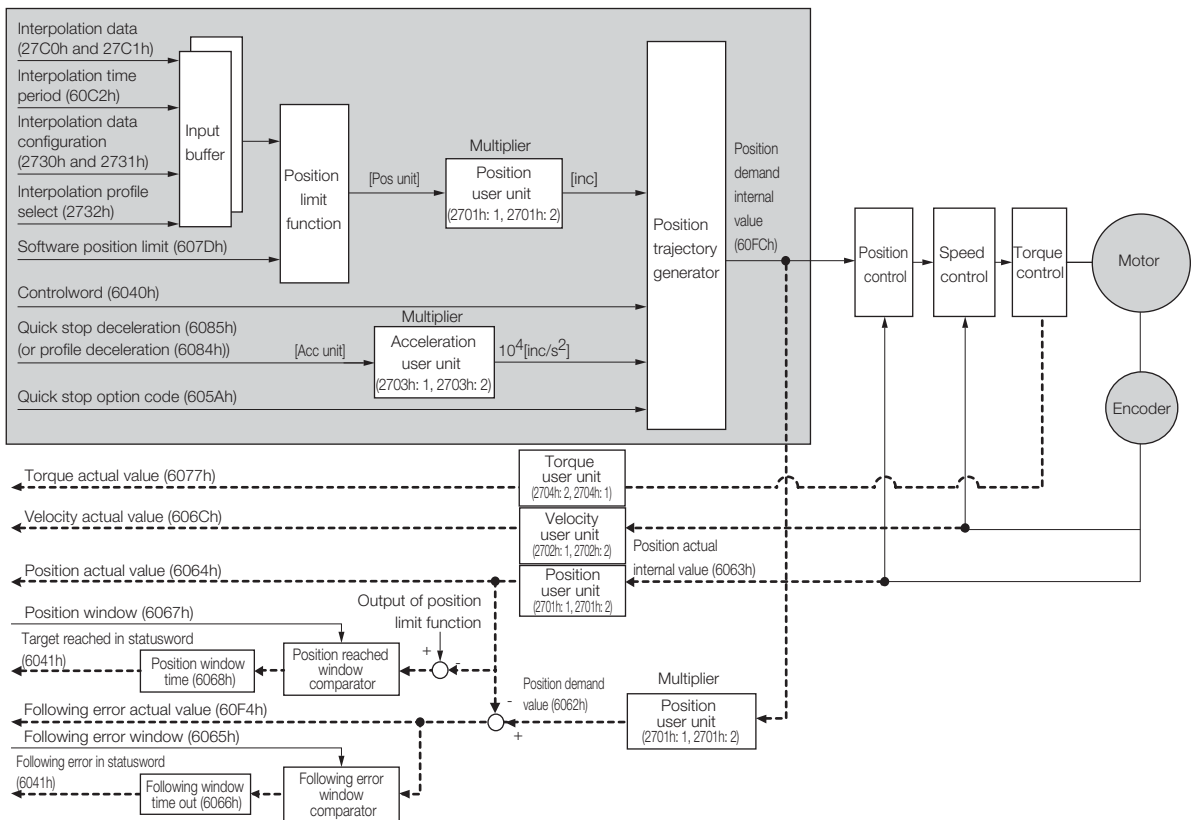 Interpolation data
(27C0h and 27C1h)
Interpolation time
period (60C2h)
Interpolation data
configuration
(2730h and 2731h)
Interpolation profile
select (2732h)
Software position limit (607Dh)
Controlword (6040h)
Quick stop deceleration (6085h)
(or profile deceleration (6084h))
Quick stop option code (605Ah)
Input
buffer
Position
limit
function
[Pos unit]
Multiplier
Position
user unit
(2701h: 1, 2701h: 2)
[inc]
[Acc unit]
Multiplier
Acceleration
user unit
(2703h: 1, 2703h: 2)
10⁴[inc/s²]
Position
trajectory
generator
Position
demand
internal
value
(60FCh)
Position
control
Speed
control
Torque
control
Motor
Encoder
Torque actual value (6077h)
Torque
user unit
(2704h: 2, 2704h: 1)
Velocity actual value (606Ch)
Velocity
user unit
(2702h: 1, 2702h: 2)
Position actual
internal value (6063h)
Position actual value (6064h)
Position
user unit
(2701h: 1, 2701h: 2)
Position window (6067h)
Output of position
limit function
Target reached in statusword
(6041h)
Position window
time (6068h)
Position reached
window
comparator
+
-
Following error actual value (60F4h)
-
+
Position demand
value (6062h)
Multiplier
Position
user unit
(2701h: 1, 2701h: 2)
Following error window (6065h)
Following error in statusword
(6041h)
Following window
time out (6066h)
Following error
window
comparator